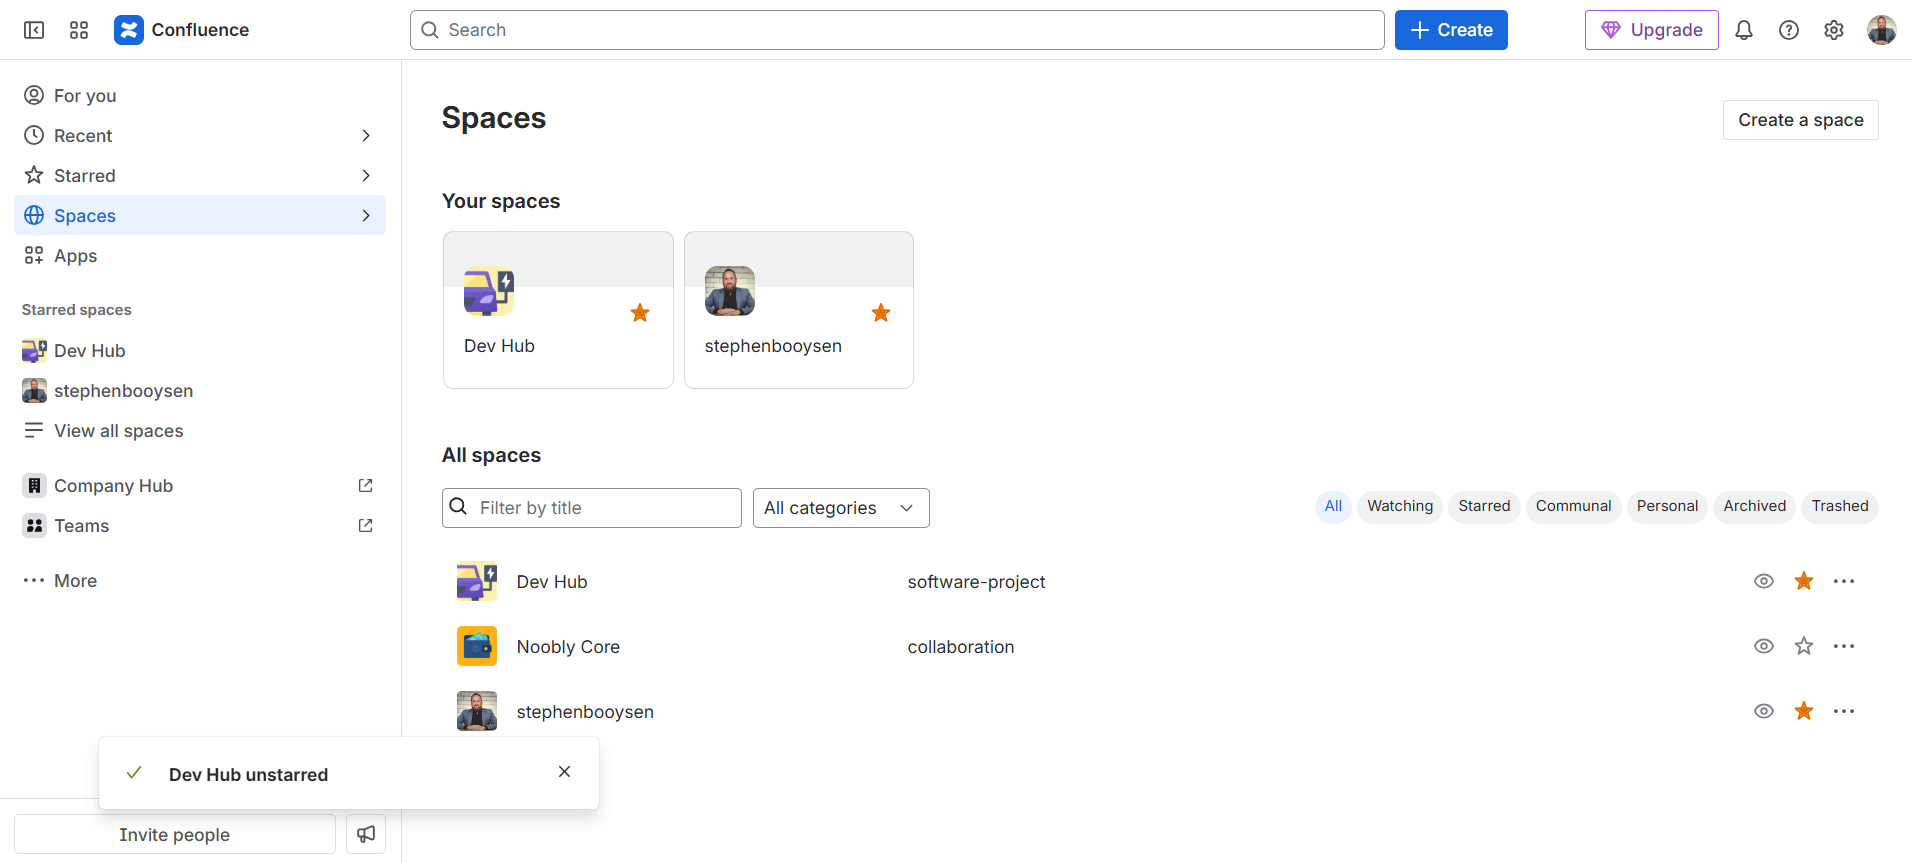 Confluence
Search
Create
Upgrade
For you
Recent
Starred
Spaces
Apps
Starred spaces
Dev Hub
stephenbooysen
View all spaces
Company Hub
Teams
More
Invite people
Spaces
Create a space
Your spaces
Dev Hub
stephenbooysen
All spaces
Filter by title
All categories
All Watching Starred Communal Personal Archived Trashed
Dev Hub software-project
Noobly Core collaboration
stephenbooysen
Dev Hub unstarred